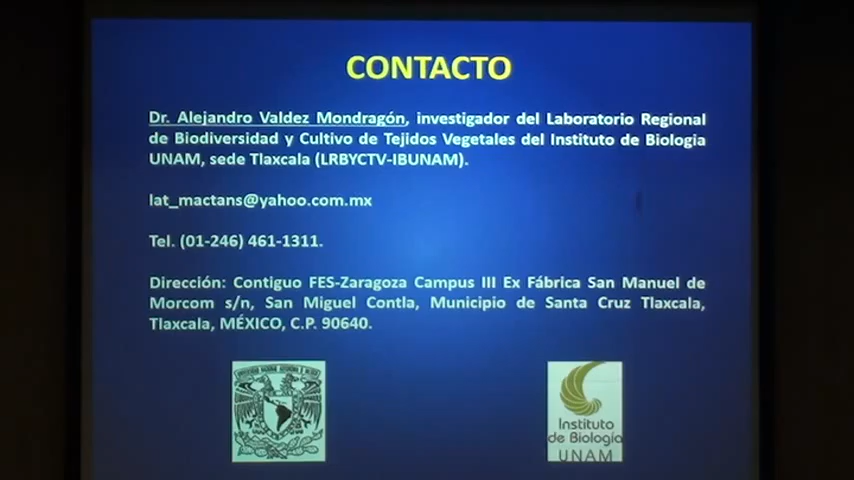 CONTACTO
Dr. Alejandro Valdez Mondragón, investigador del Laboratorio Regional
de Biodiversidad y Cultivo de Tejidos Vegetales del Instituto de Biologia
UNAM, sede Tlaxcala (LRBYCTV-IBUNAM).
lat_mactans@yahoo.com.mx
Tel. (01-246) 461-1311.
Dirección: Contiguo FES-Zaragoza Campus III Ex Fábrica San Manuel de
Morcom s/n, San Miguel Contla, Municipio de Santa Cruz Tlaxcala,
Tlaxcala, MÉXICO, C.P. 90640.
Instituto
de Biología
UNAM